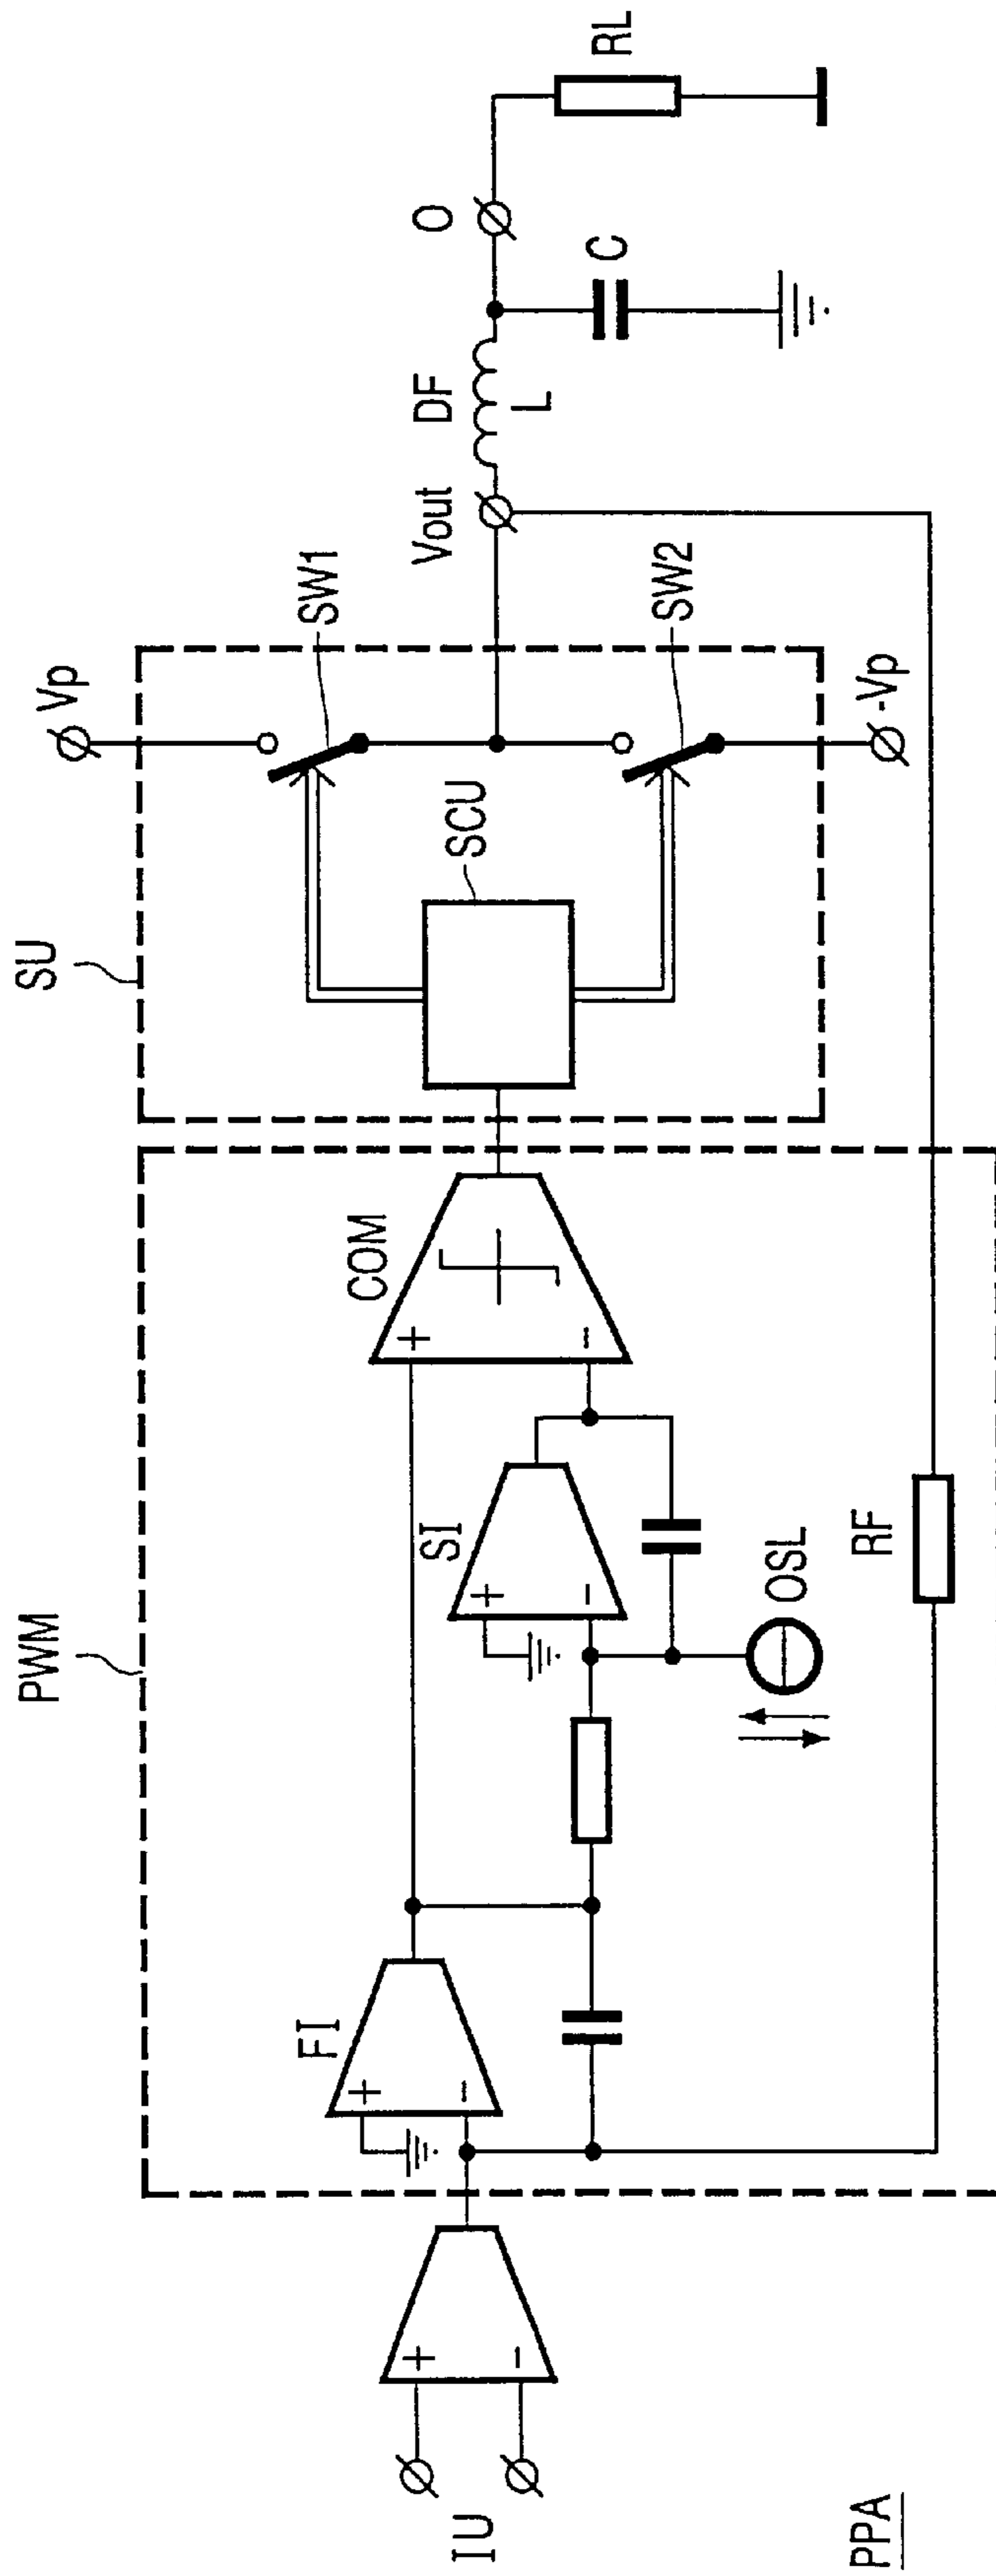 PWM
SU
Vp
SW1
FI
COM
SCU
Vout
DF
O
SI
L
C
RL
SW2
IU
OSL
-Vp
RF
PPA
+
-
+
-
+
-
+
-